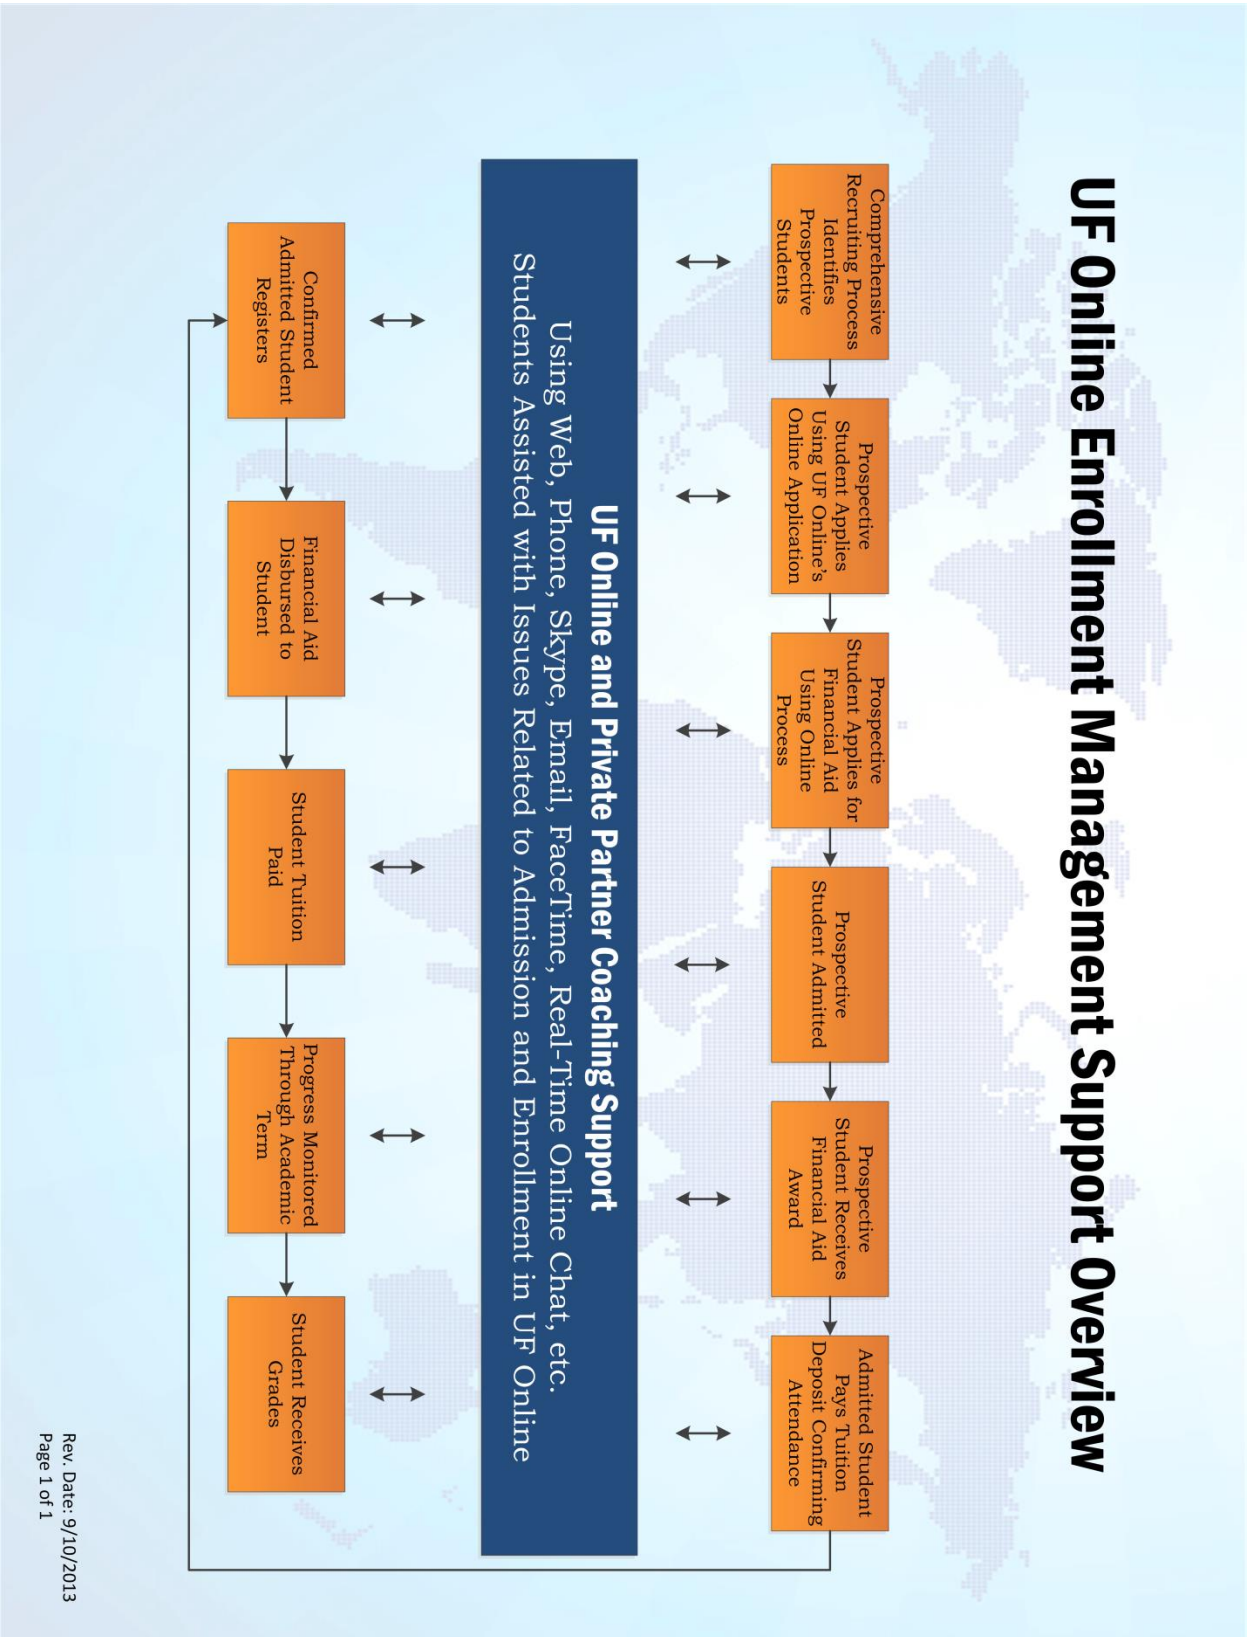 UF Online Enrollment Management Support Overview
Comprehensive
Recruiting Process
Identifies
Prospective
Students
Prospective
Student Applies
Using UF Online's
Online Application
Prospective
Student Applies for
Financial Aid
Using Online
Process
Prospective
Student Admitted
Prospective
Student Receives
Financial Aid
Award
Admitted Student
Pays Tuition
Deposit Confirming
Attendance
UF Online and Private Partner Coaching Support
Using Web, Phone, Skype, Email, FaceTime, Real-Time Online Chat, etc.
Students Assisted with Issues Related to Admission and Enrollment in UF Online
Confirmed
Admitted Student
Registers
Financial Aid
Disbursed to
Student
Student Tuition
Paid
Progress Monitored
Through Academic
Term
Student Receives
Grades
Rev. Date: 9/10/2013
Page 1 of 1